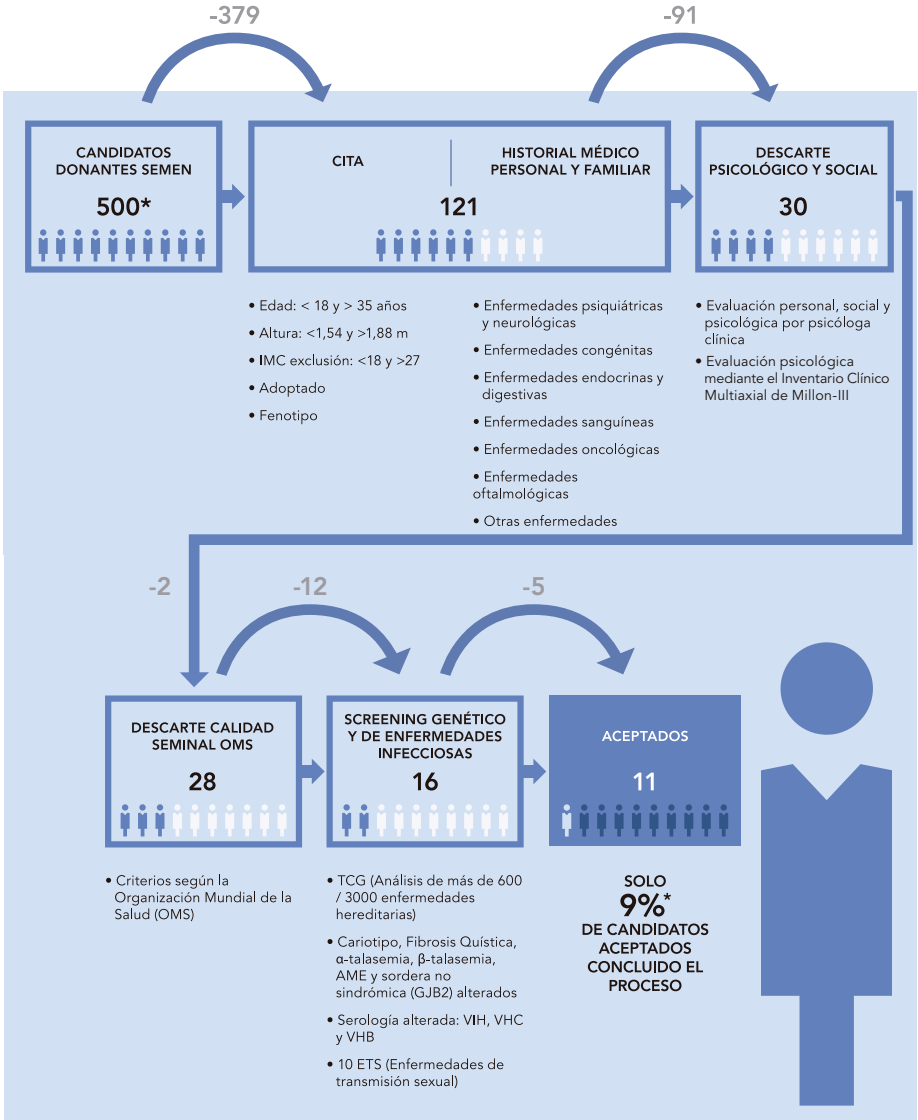 -379
-91
CANDIDATOS
DONANTES SEMEN
500*
CITA
HISTORIAL MÉDICO
PERSONAL Y FAMILIAR
121
DESCARTE
PSICOLÓGICO Y SOCIAL
30
• Edad: < 18 y > 35 años
• Altura: <1,54 y >1,88 m
• IMC exclusión: <18 y >27
• Adoptado
• Fenotipo
• Enfermedades psiquiátricas
y neurológicas
• Enfermedades congénitas
• Enfermedades endocrinas y
digestivas
• Enfermedades sanguíneas
• Enfermedades oncológicas
• Enfermedades
oftalmológicas
• Otras enfermedades
• Evaluación personal, social y
psicológica por psicóloga
clínica
• Evaluación psicológica
mediante el Inventario Clínico
Multiaxial de Millon-III
-2
-12
-5
DESCARTE CALIDAD
SEMINAL OMS
28
SCREENING GENÉTICO
Y DE ENFERMEDADES
INFECCIOSAS
16
ACEPTADOS
11
• Criterios según la
Organización Mundial de la
Salud (OMS)
• TCG (Análisis de más de 600
/ 3000 enfermedades
hereditarias)
• Cariotipo, Fibrosis Quística,
α-talasemia, β-talasemia,
AME y sordera no
sindrómica (GJB2) alterados
• Serología alterada: VIH, VHC
y VHB
• 10 ETS (Enfermedades de
transmisión sexual)
SOLO
9%*
DE CANDIDATOS
ACEPTADOS
CONCLUIDO EL
PROCESO